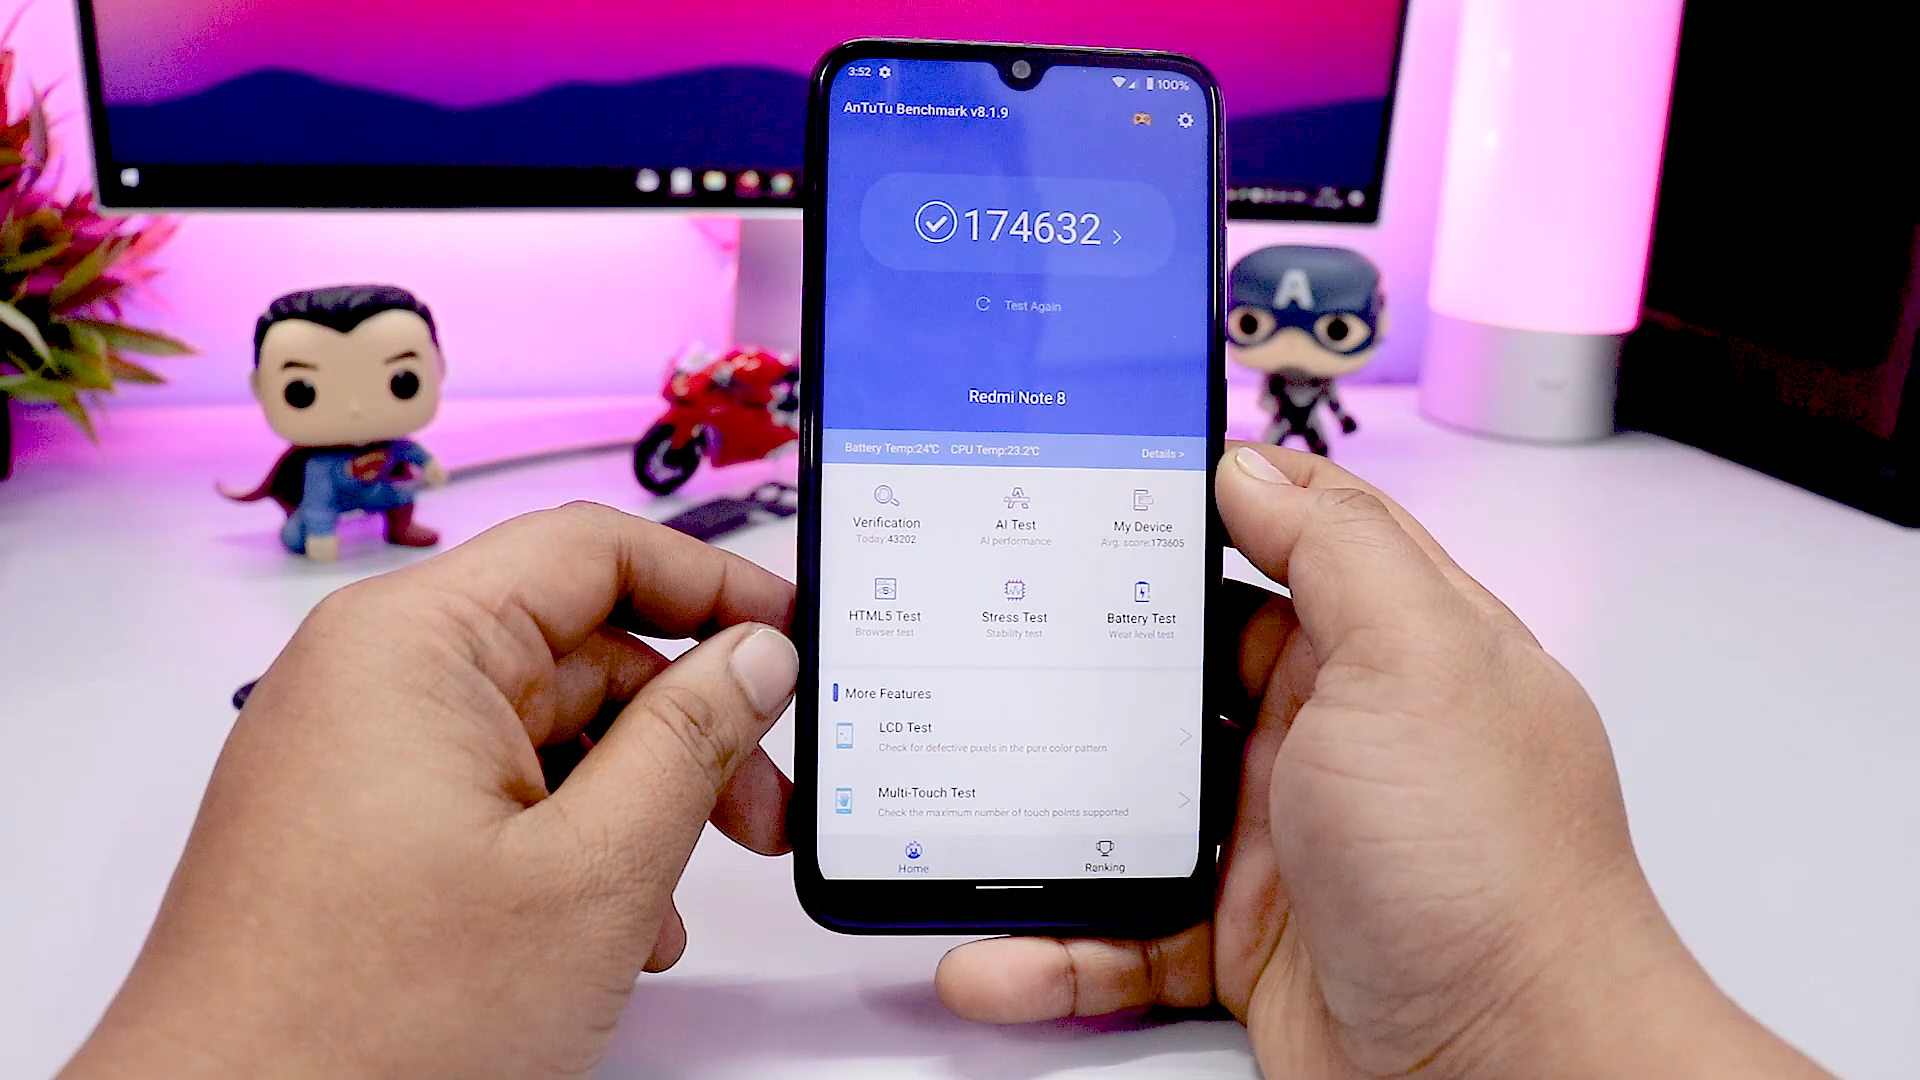 3:52
100%
AnTuTu Benchmark v8.1.9
174632 >
Test Again
Redmi Note 8
Battery Temp:24℃ CPU Temp:23.2℃ Details >
Verification AI Test My Device
Today:43202 AI performance Avg. score:173605
HTML5 Test Stress Test Battery Test
Browser test Stability test Wear level test
More Features
LCD Test
Check for defective pixels in the pure color pattern
Multi-Touch Test
Check the maximum number of touch points supported
Home Ranking
A